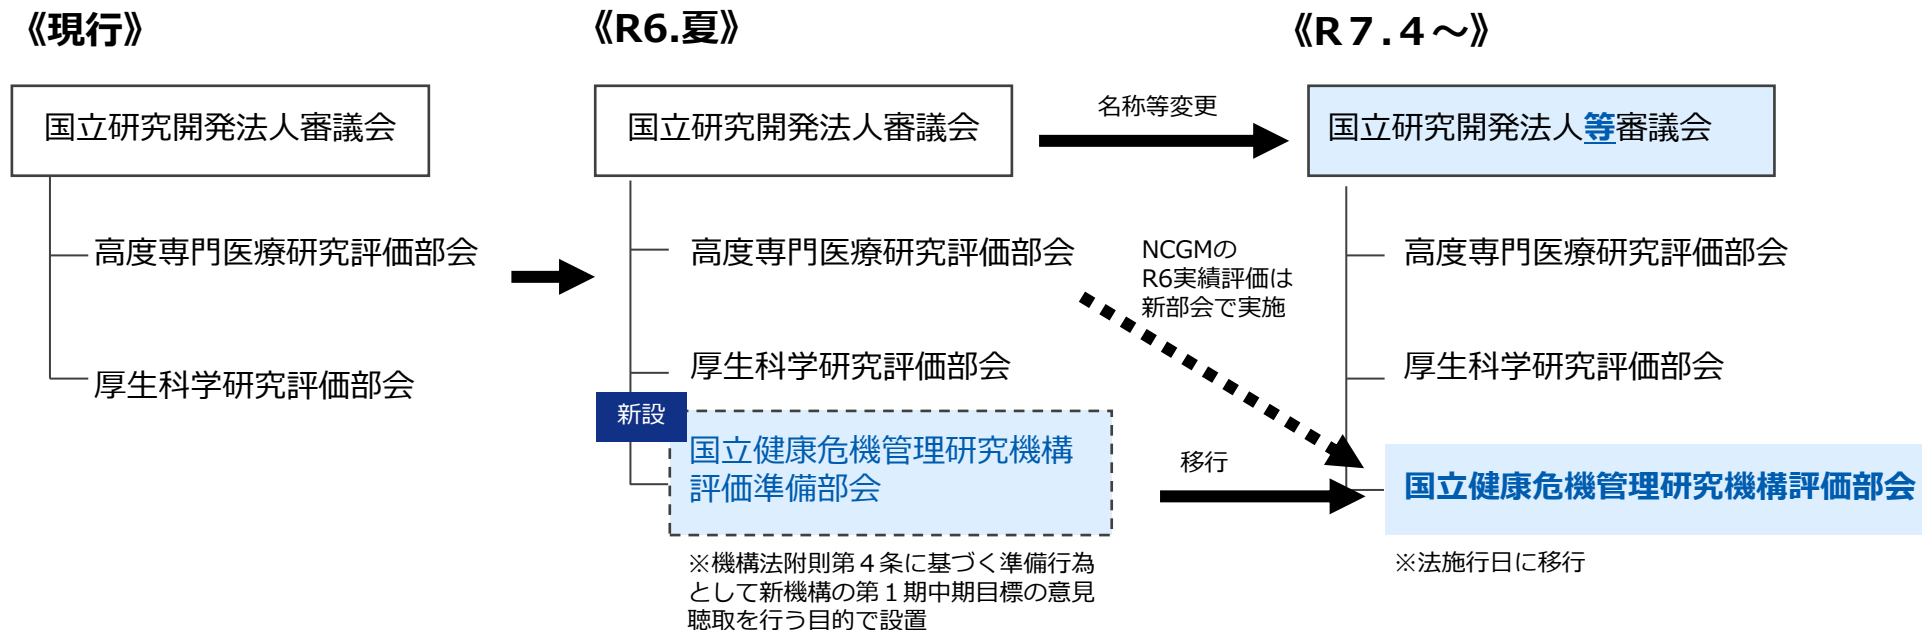 《現行》
国立研究開発法人審議会
高度専門医療研究評価部会
厚生科学研究評価部会
《R6.夏》
国立研究開発法人審議会
高度専門医療研究評価部会
厚生科学研究評価部会
新設
国立健康危機管理研究機構
評価準備部会
※機構法附則第４条に基づく準備行為
として新機構の第１期中期目標の意見
聴取を行う目的で設置
名称等変更
NCGMの
R6実績評価は
新部会で実施
移行
《R７.４～》
国立研究開発法人等審議会
高度専門医療研究評価部会
厚生科学研究評価部会
国立健康危機管理研究機構評価部会
※法施行日に移行